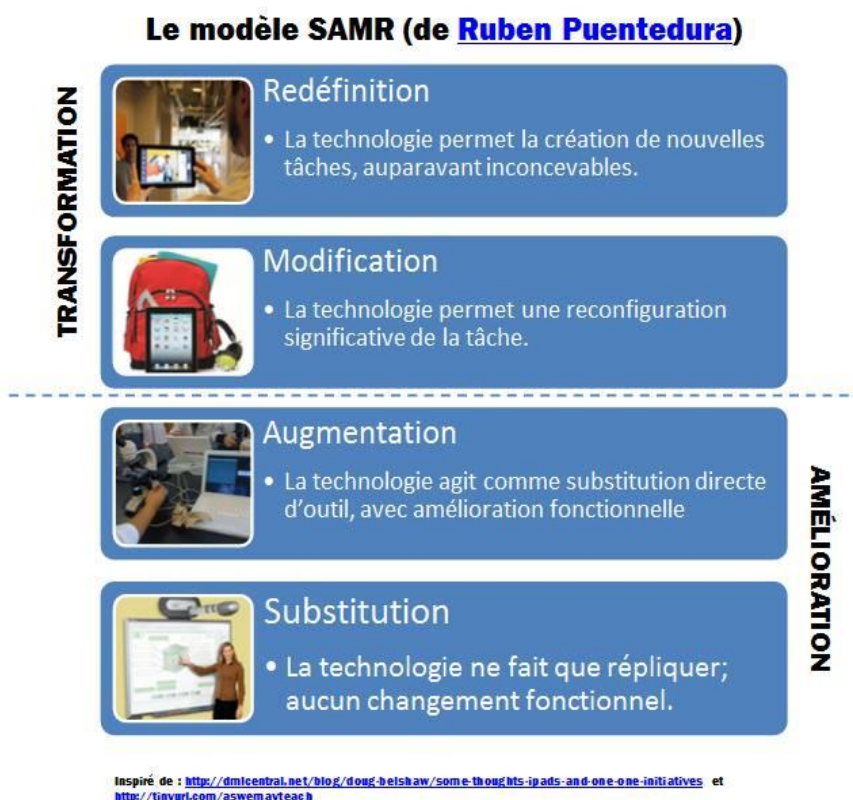 Le modèle SAMR (de Ruben Puentedura)
TRANSFORMATION
Redéfinition
• La technologie permet la création de nouvelles
tâches, auparavant inconcevables.
Modification
• La technologie permet une reconfiguration
significative de la tâche.
AMÉLIORATION
Augmentation
• La technologie agit comme substitution directe
d'outil, avec amélioration fonctionnelle
Substitution
• La technologie ne fait que répliquer;
aucun changement fonctionnel.
Inspiré de : http://dmlcentral.net/blog/doug-belshaw/some-thoughts-ipads-and-one-one-initiatives et
http://tinyurl.com/aswemayteach